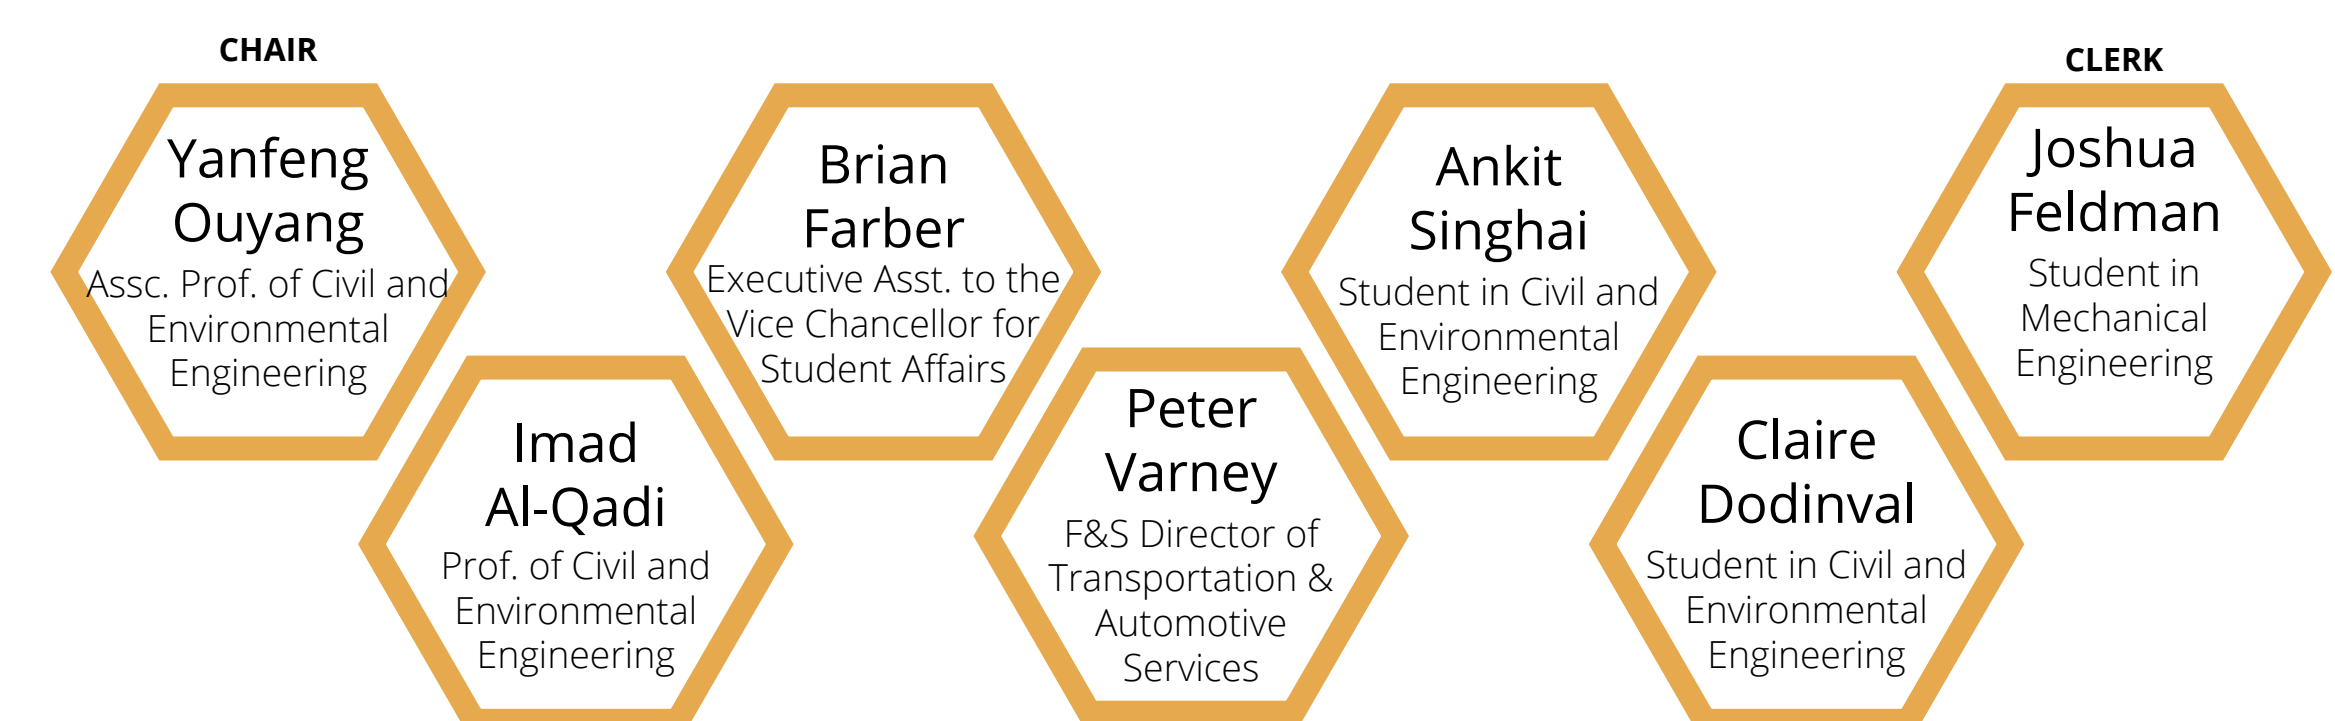 CHAIR
Yanfeng
Ouyang
Assc. Prof. of Civil and
Environmental
Engineering
Imad
Al-Qadi
Prof. of Civil and
Environmental
Engineering
Brian
Farber
Executive Asst. to the
Vice Chancellor for
Student Affairs
Peter
Varney
F&S Director of
Transportation &
Automotive
Services
Ankit
Singhai
Student in Civil and
Environmental
Engineering
Claire
Dodinval
Student in Civil and
Environmental
Engineering
CLERK
Joshua
Feldman
Student in
Mechanical
Engineering